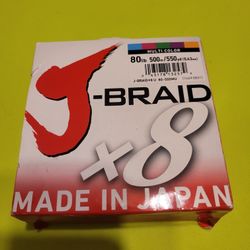 MULTI COLOR
80lb 500m/550yd
J-BRAID
x8
MADE IN JAPAN